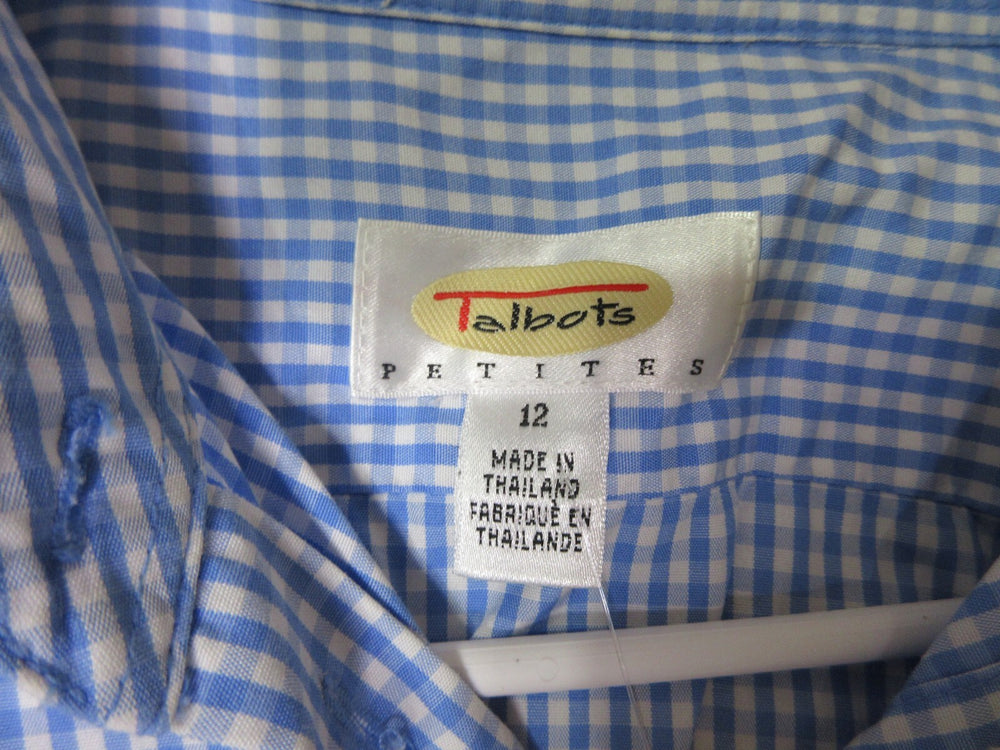 Talbots
PETITES
12
MADE IN
THAILAND
FABRIQUÉ EN
THAILANDE